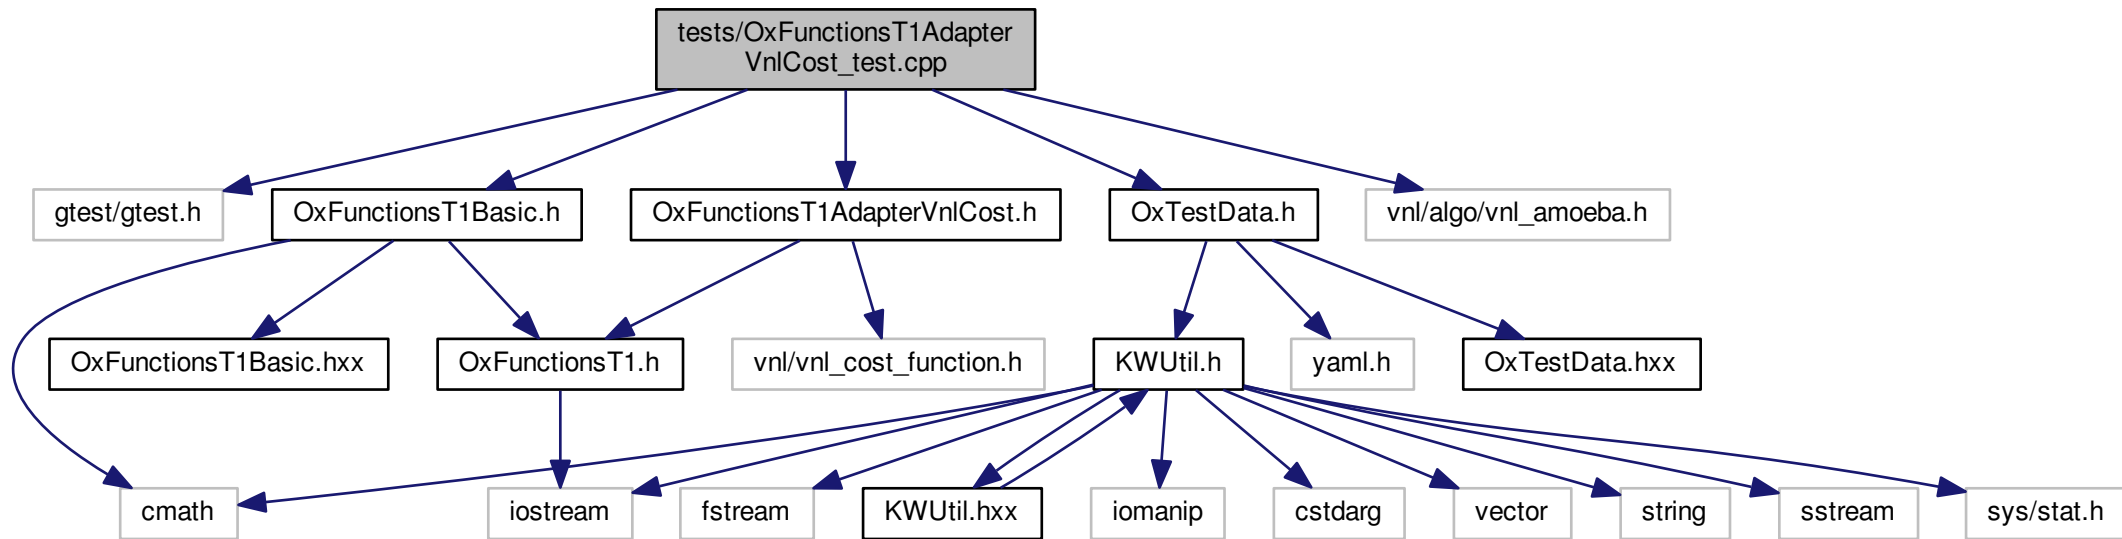 tests/OxFunctionsT1Adapter
VnlCost_test.cpp
gtest/gtest.h
OxFunctionsT1Basic.h
OxFunctionsT1AdapterVnlCost.h
OxTestData.h
vnl/algo/vnl_amoeba.h
OxFunctionsT1Basic.hxx
OxFunctionsT1.h
vnl/vnl_cost_function.h
KWUtil.h
yaml.h
OxTestData.hxx
cmath
iostream
fstream
KWUtil.hxx
iomanip
cstdarg
vector
string
sstream
sys/stat.h